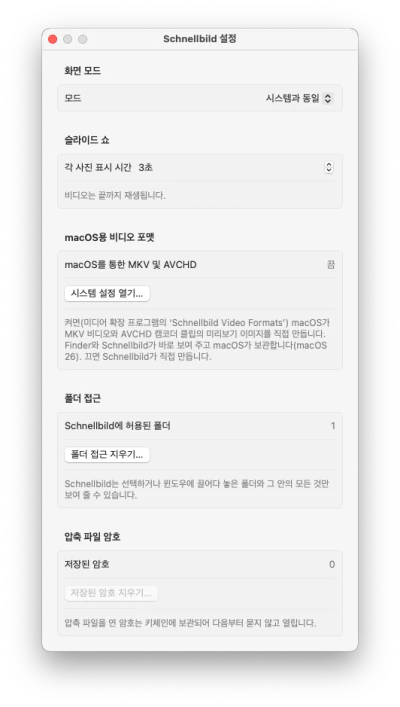 Schnellbild 설정
화면 모드
모드 시스템과 동일
슬라이드 쇼
각 사진 표시 시간 3초
비디오는 끝까지 재생됩니다.
macOS용 비디오 포맷
macOS를 통한 MKV 및 AVCHD 끔
시스템 설정 열기...
켜면(미디어 확장 프로그램의 ‘Schnellbild Video Formats’) macOS가
MKV 비디오와 AVCHD 캠코더 클립의 미리보기 이미지를 직접 만듭니다.
Finder와 Schnellbild가 바로 보여 주고 macOS가 보관합니다(macOS
26). 끄면 Schnellbild가 직접 만듭니다.
폴더 접근
Schnellbild에 허용된 폴더 1
폴더 접근 지우기...
Schnellbild는 선택하거나 윈도우에 끌어다 놓은 폴더와 그 안의 모든 것만
보여 줄 수 있습니다.
압축 파일 암호
저장된 암호 0
저장된 암호 지우기...
압축 파일을 연 암호는 키체인에 보관되어 다음부터 묻지 않고 열립니다.